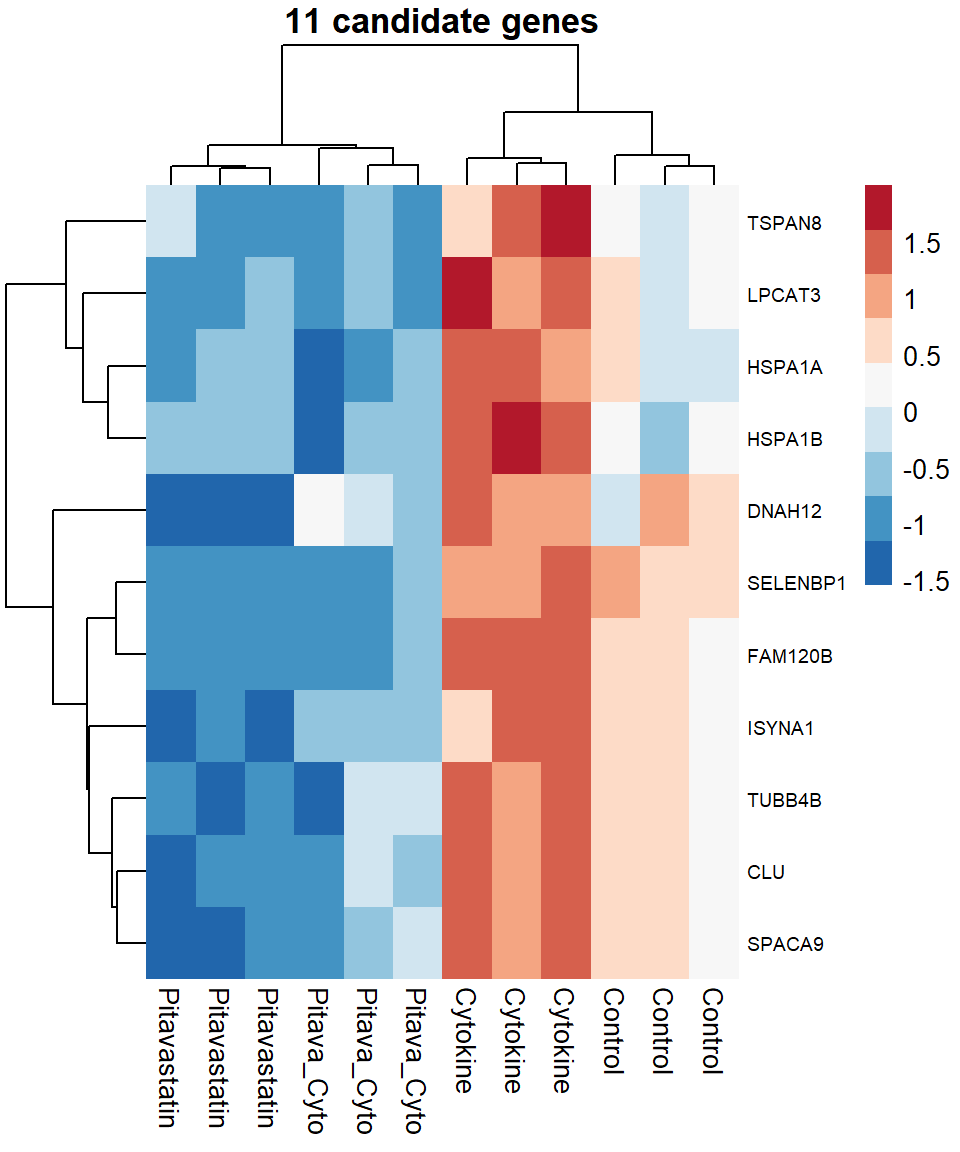 11 candidate genes
TSPAN8
LPCAT3
HSPA1A
HSPA1B
DNAH12
SELENBP1
FAM120B
ISYNA1
TUBB4B
CLU
SPACA9
1.5
1
0.5
0
-0.5
-1
-1.5
Pitavastatin
Pitavastatin
Pitavastatin
Pitava_Cyto
Pitava_Cyto
Pitava_Cyto
Cytokine
Cytokine
Cytokine
Control
Control
Control